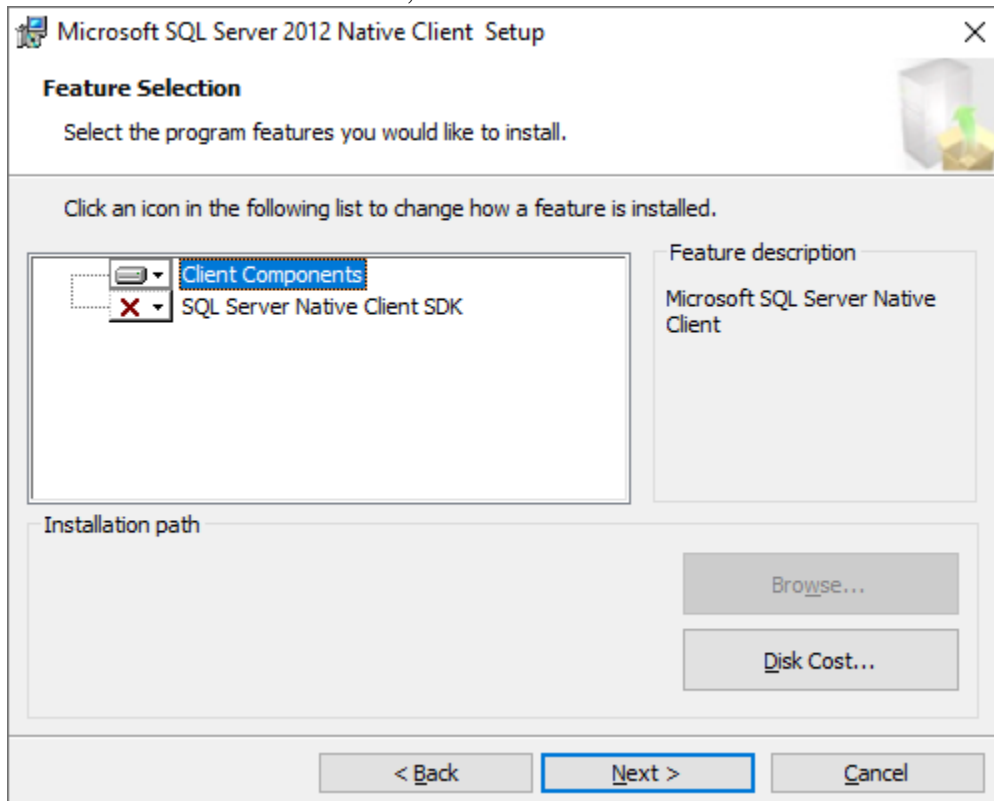 Microsoft SQL Server 2012 Native Client  Setup
Feature Selection
Select the program features you would like to install.
Click an icon in the following list to change how a feature is installed.
Client Components
SQL Server Native Client SDK
Feature description
Microsoft SQL Server Native
Client
Installation path
Browse...
Disk Cost...
< Back
Next >
Cancel